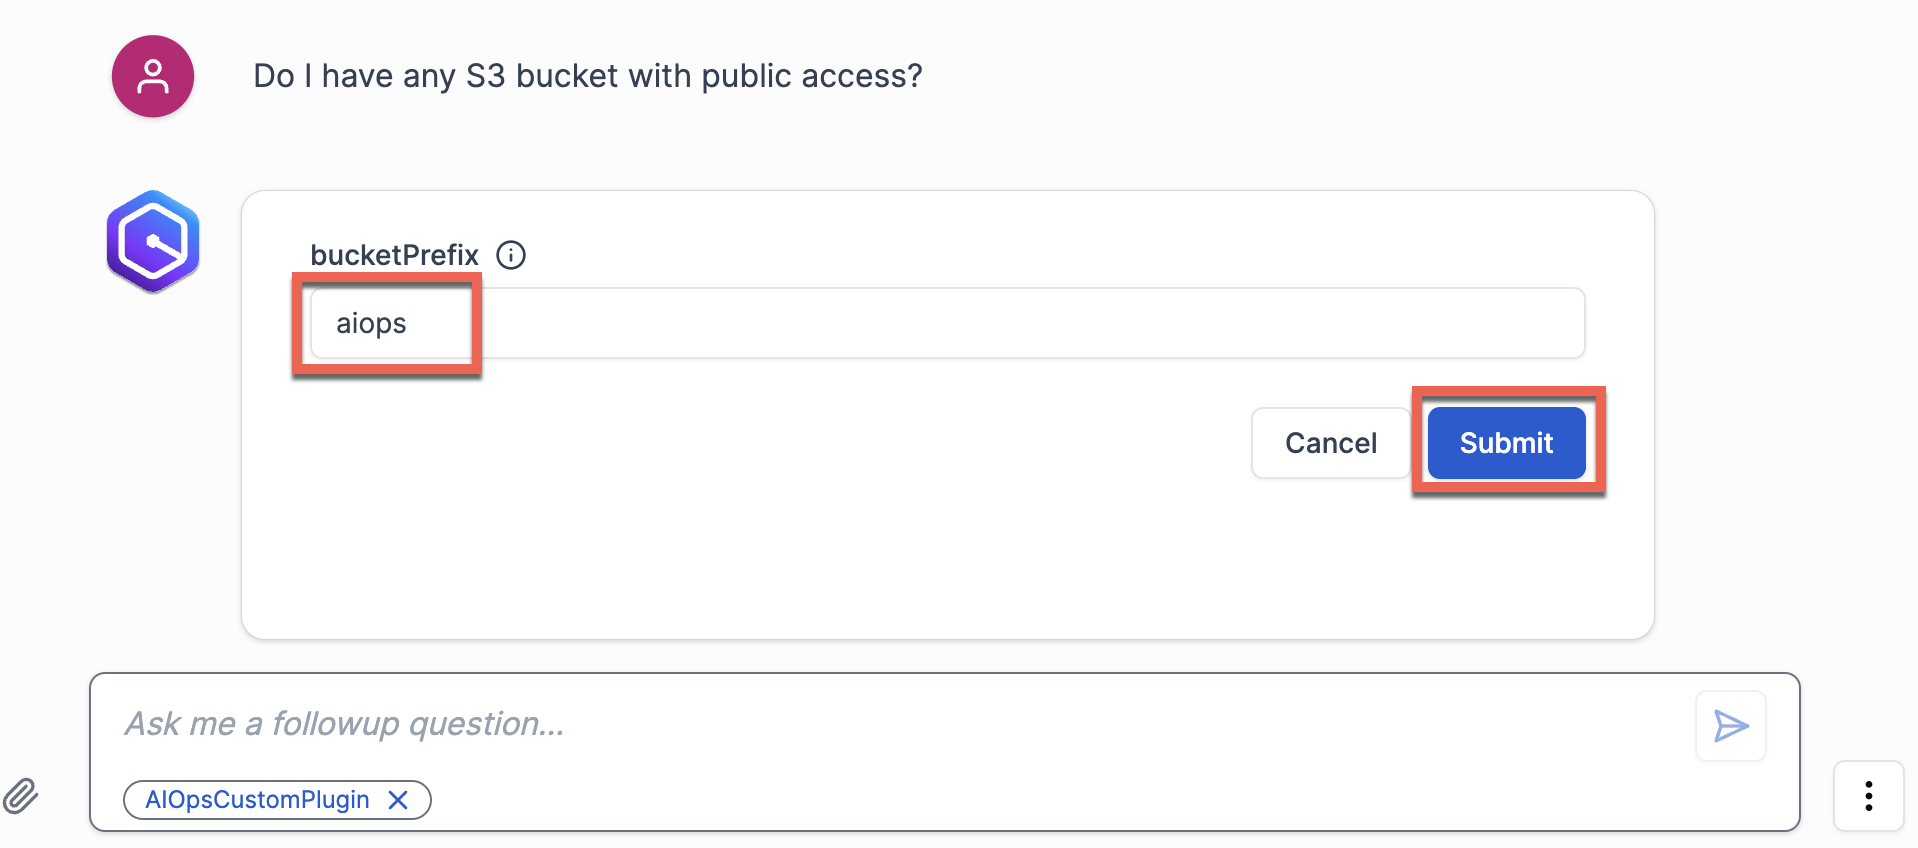 Do I have any S3 bucket with public access?
bucketPrefix
aiops
Cancel
Submit
Ask me a followup question...
AIOpsCustomPlugin